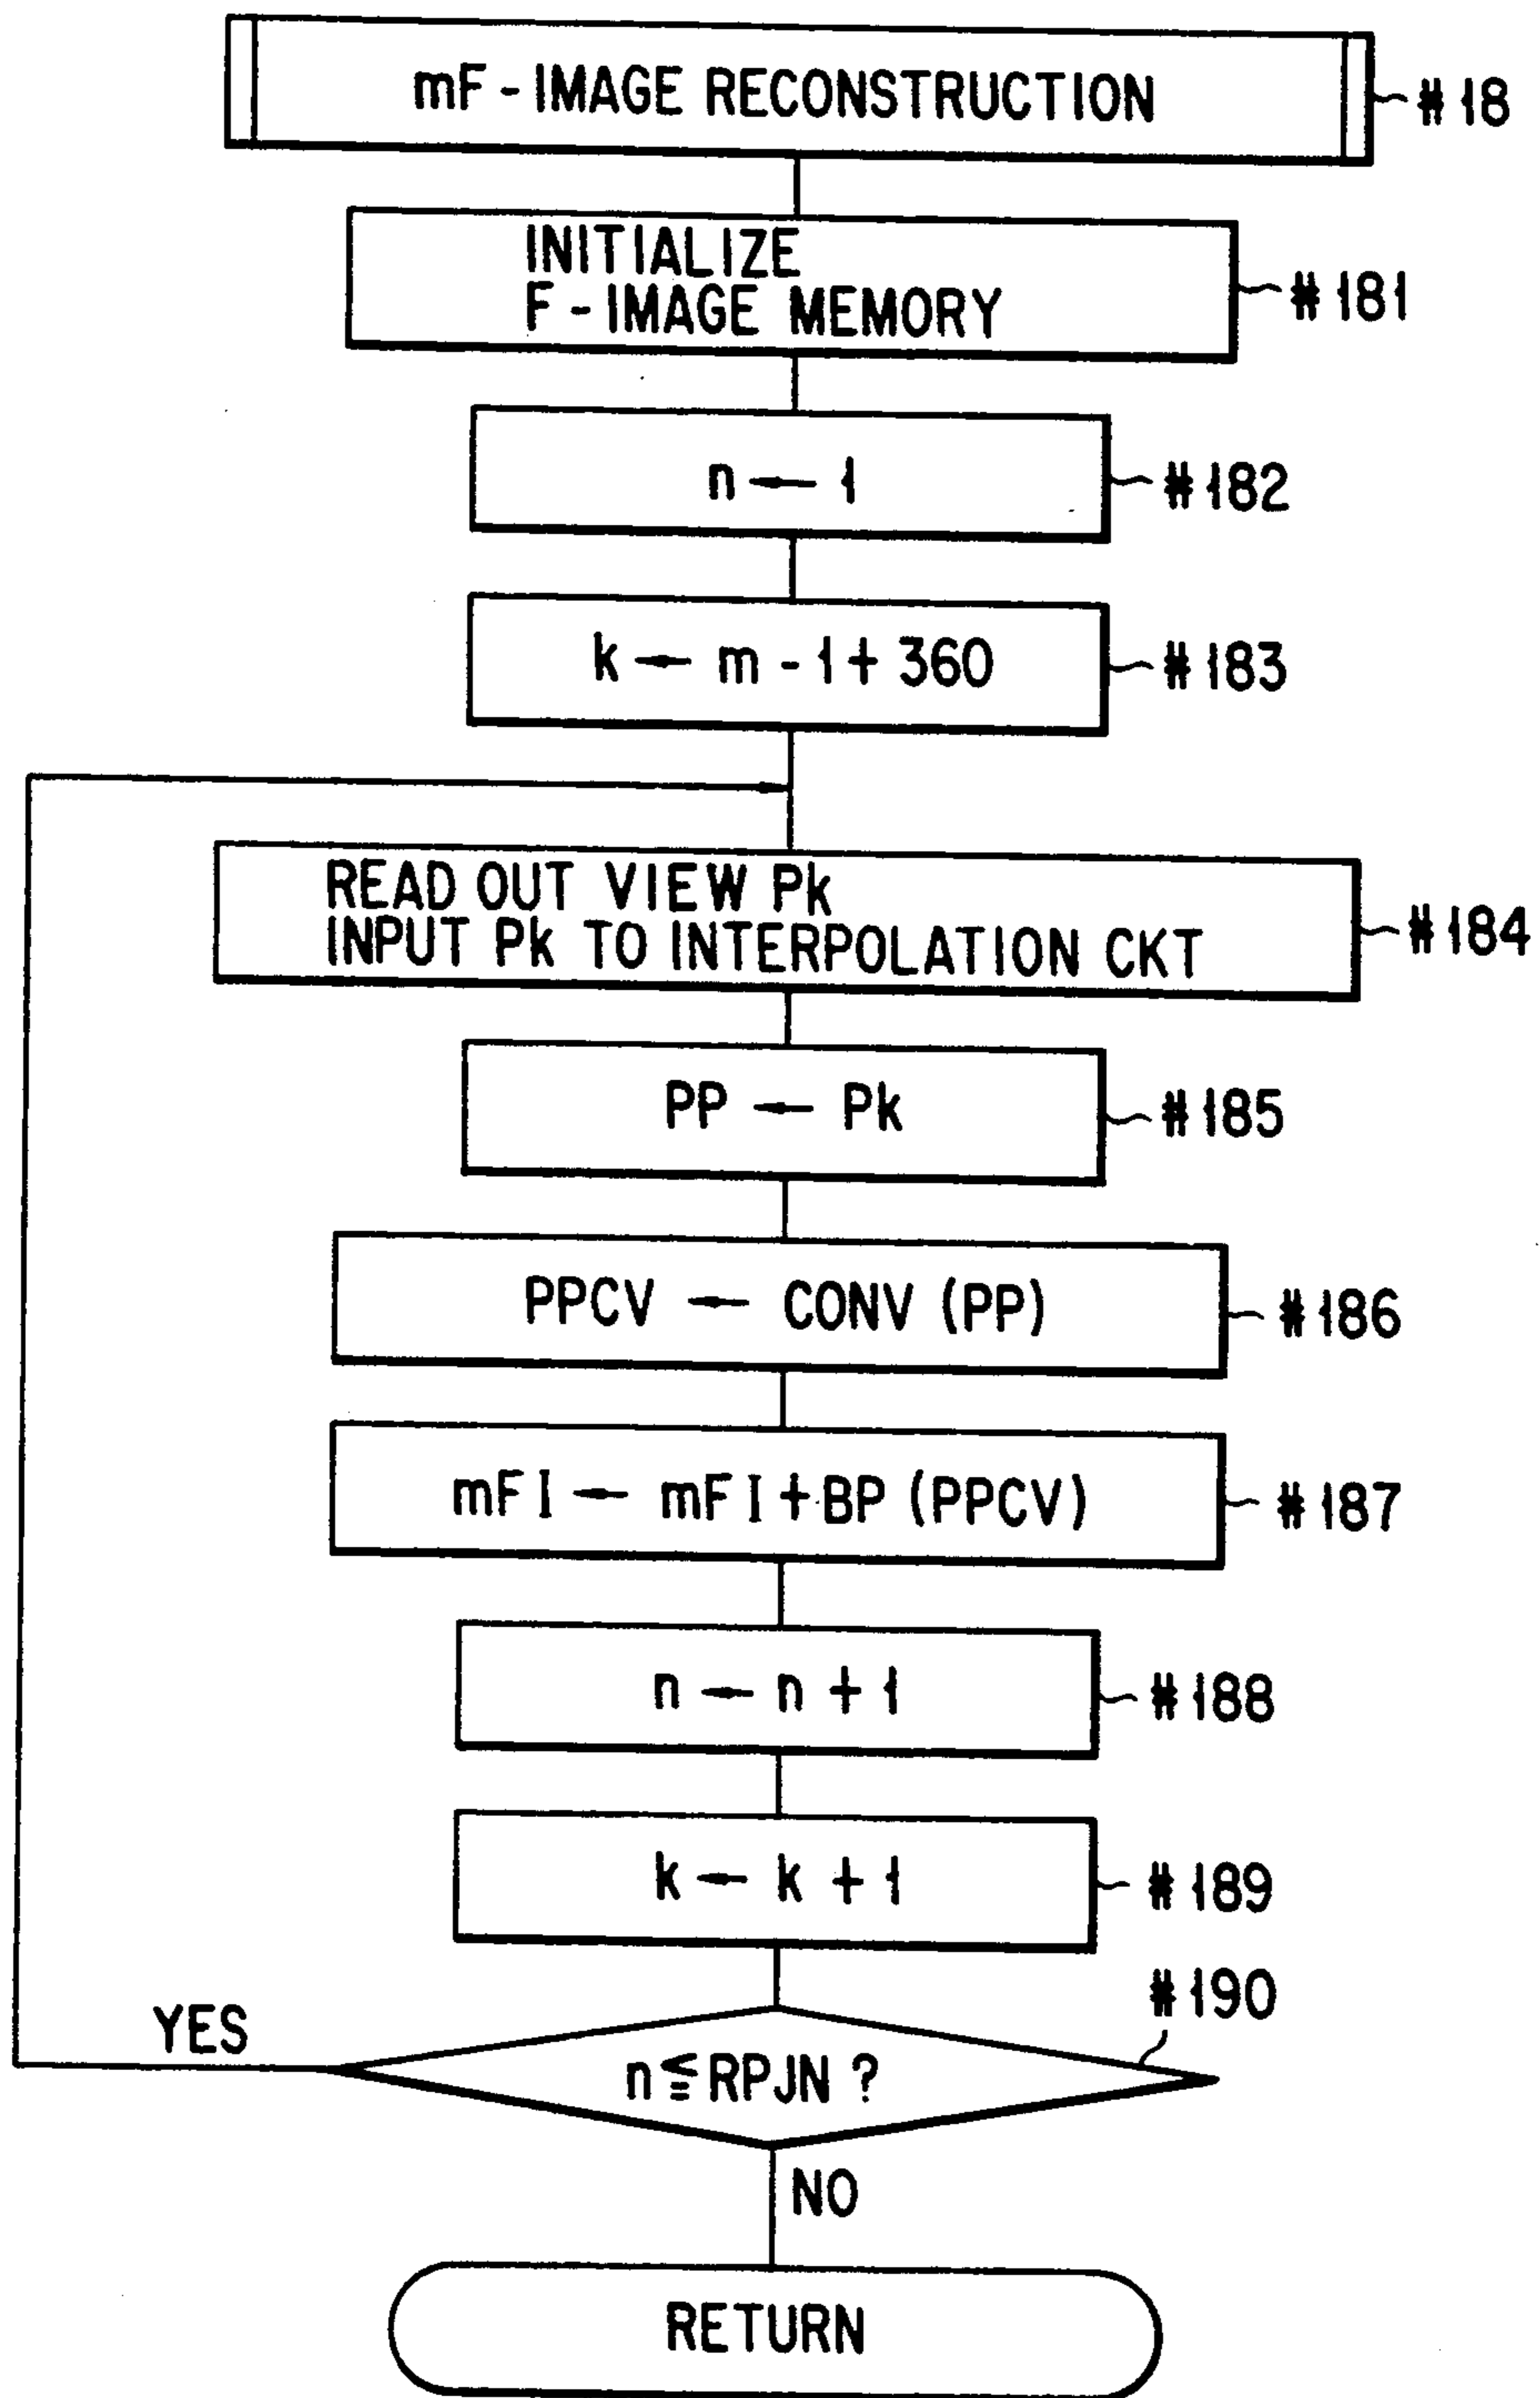 mF - IMAGE RECONSTRUCTION
#18
INITIALIZE
F - IMAGE MEMORY
#181
n ← 1
#182
k ← m - 1 + 360
#183
READ OUT VIEW Pk
INPUT Pk TO INTERPOLATION CKT
#184
PP ← Pk
#185
PPCV ← CONV (PP)
#186
mFI ← mFI + BP (PPCV)
#187
n ← n + 1
#188
k ← k + 1
#189
#190
YES
n ≦ RPJN ?
NO
RETURN